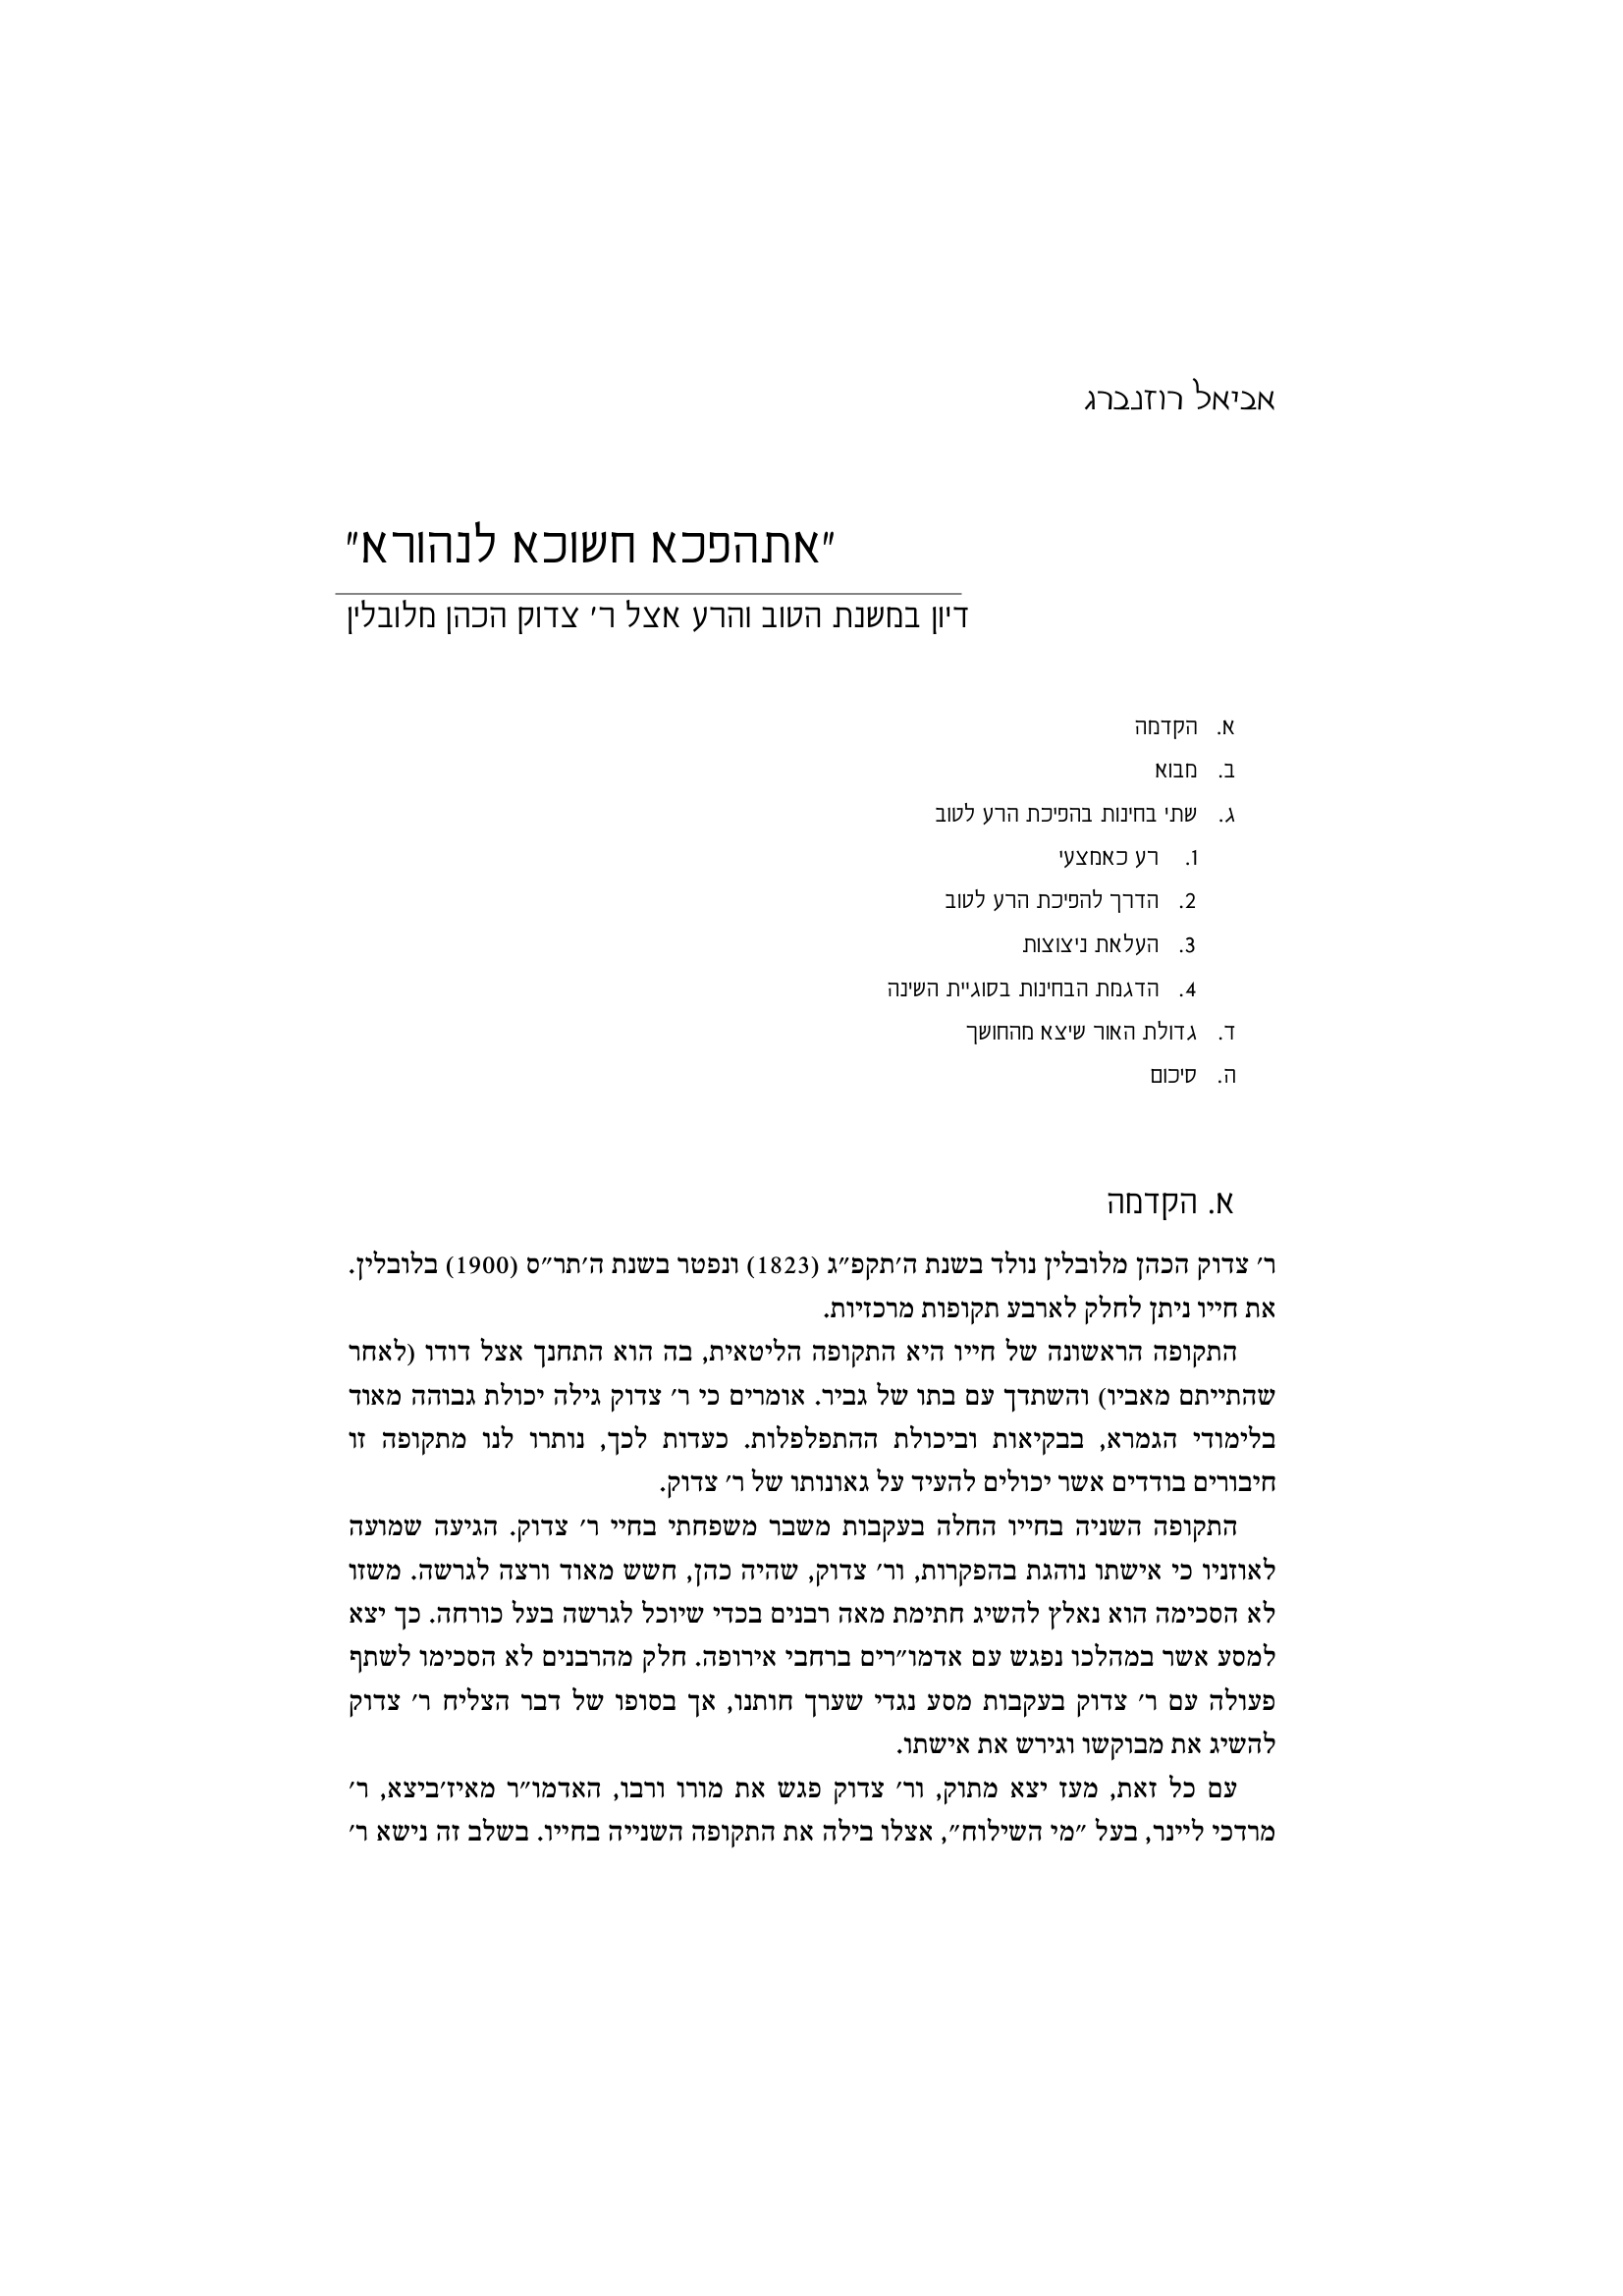 אביאל רוזנברג
"אתהפכא חשוכא לנהורא"
דיון במשנת הטוב והרע אצל ר' צדוק הכהן מלובלין
א. הקדמה
ב. מבוא
ג. שתי בחינות בהפיכת הרע לטוב
1. רע כאמצעי
2. הדרך להפיכת הרע לטוב
3. העלאת ניצוצות
4. הדגמת הבחינות בסוגיית השינה
ד. גדולת האור שיצא מהחושך
ה. סיכום
א. הקדמה
ר' צדוק הכהן מלובלין נולד בשנת ה'תקפ"ג (1823) ונפטר בשנת ה'תר"ס (1900) בלובלין.
את חייו ניתן לחלק לארבע תקופות מרכזיות.
התקופה הראשונה של חייו היא התקופה הליטאית, בה הוא התחנך אצל דודו (לאחר
שהתייתם מאביו) והשתדך עם בתו של גביר. אומרים כי ר' צדוק גילה יכולת גבוהה מאוד
בלימודי הגמרא, בבקיאות וביכולת ההתפלפלות. כעדות לכך, נותרו לנו מתקופה זו
חיבורים בודדים אשר יכולים להעיד על גאונותו של ר' צדוק.
התקופה השניה בחייו החלה בעקבות משבר משפחתי בחיי ר' צדוק. הגיעה שמועה
לאוזניו כי אישתו נוהגת בהפקרות, ור' צדוק, שהיה כהן, חשש מאוד ורצה לגרשה. משזו
לא הסכימה הוא נאלץ להשיג חתימת מאה רבנים בכדי שיוכל לגרשה בעל כורחה. כך יצא
למסע אשר במהלכו נפגש עם אדמו"רים ברחבי אירופה. חלק מהרבנים לא הסכימו לשתף
פעולה עם ר' צדוק בעקבות מסע נגדי שערך חותנו, אך בסופו של דבר הצליח ר' צדוק
להשיג את מבוקשו וגירש את אישתו.
עם כל זאת, מעז יצא מתוק, ור' צדוק פגש את מורו ורבו, האדמו"ר מאיז'ביצא, ר'
מרדכי ליינר, בעל "מי השילוח", אצלו בילה את התקופה השנייה בחייו. בשלב זה נישא ר'